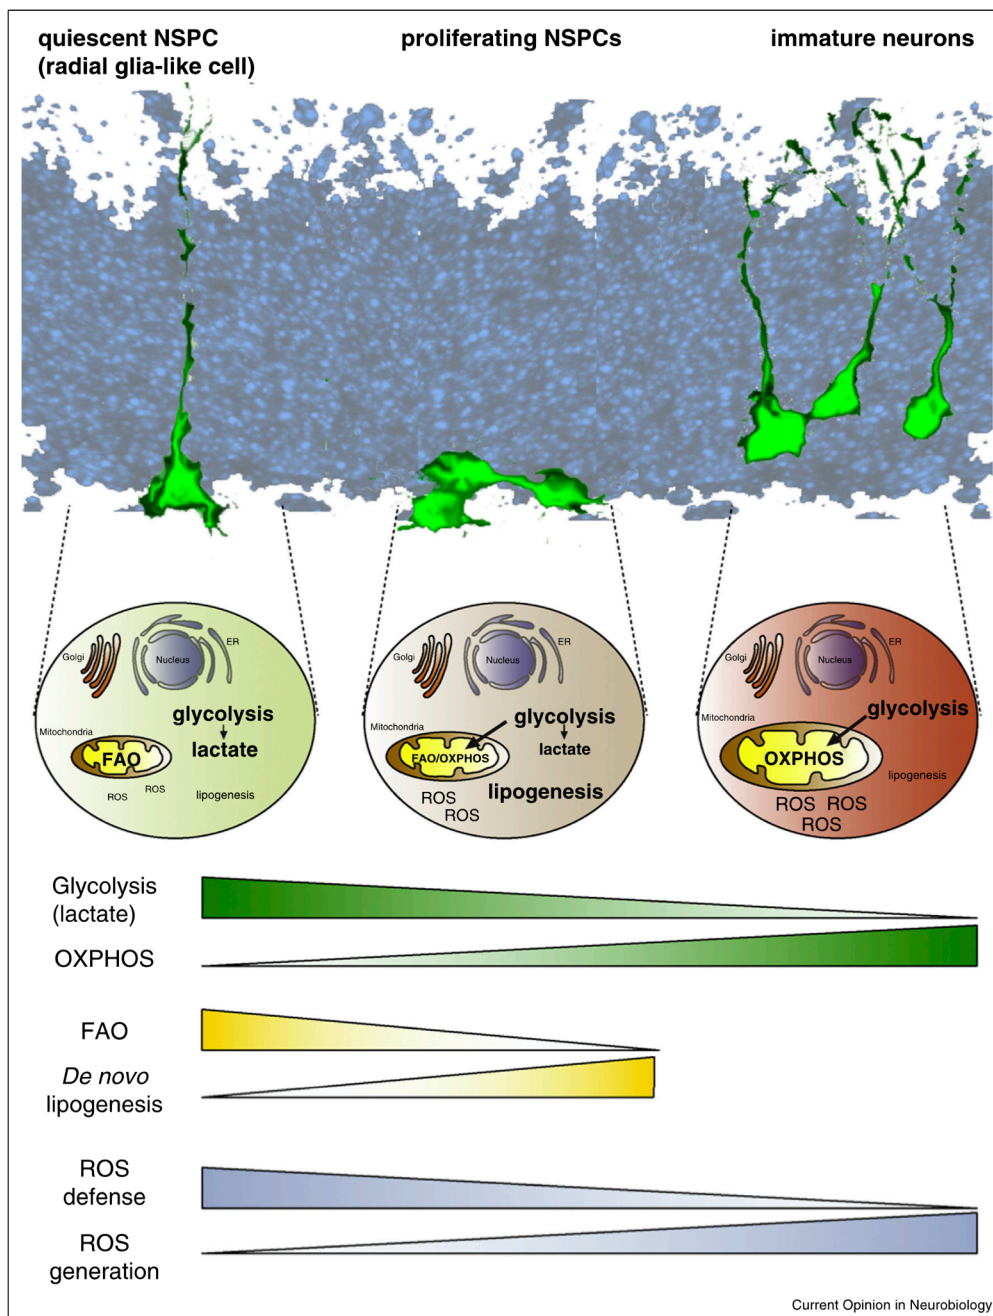 quiescent NSPC
(radial glia-like cell)
proliferating NSPCs
immature neurons
Golgi
Nucleus
ER
glycolysis
lactate
Mitochondria
FAO
ROS
ROS
lipogenesis
Golgi
Nucleus
ER
Mitochondria
glycolysis
lactate
FAO/OXPHOS
lipogenesis
ROS
ROS
Golgi
Nucleus
ER
Mitochondria
glycolysis
OXPHOS
lipogenesis
ROS ROS
ROS
Glycolysis
(lactate)
OXPHOS
FAO
De novo
lipogenesis
ROS
defense
ROS
generation
Current Opinion in Neurobiology